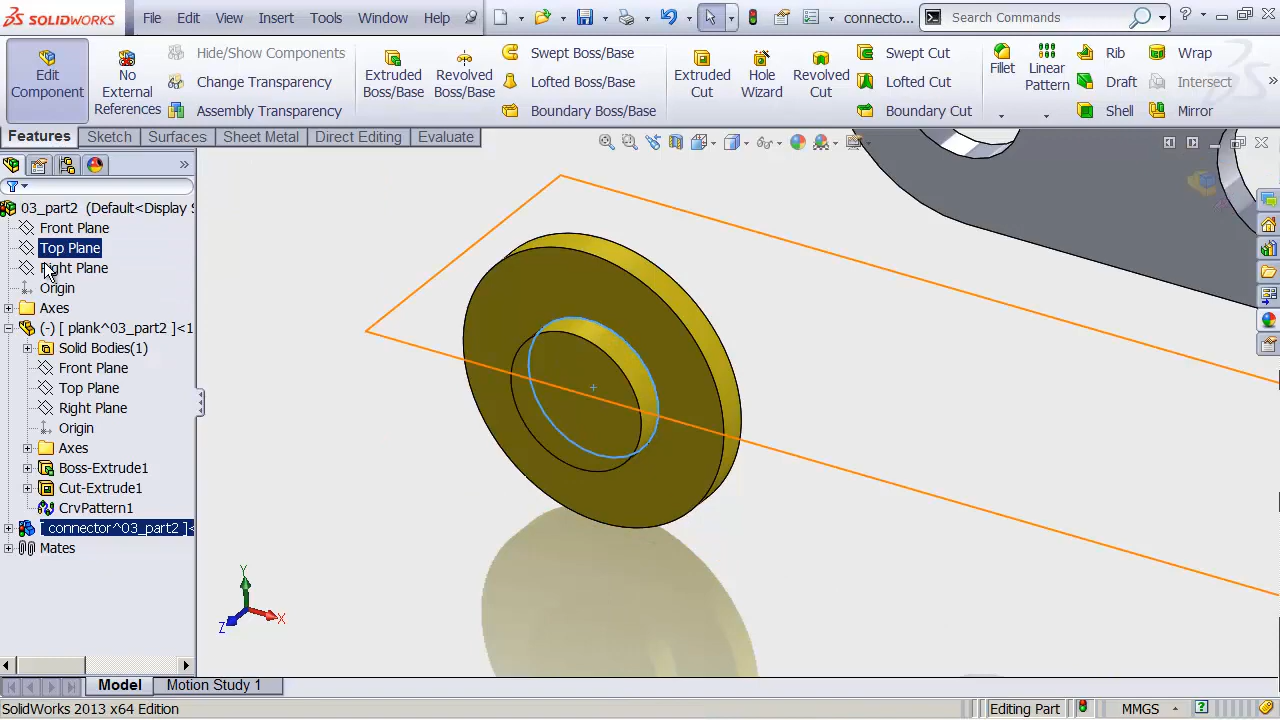 SOLIDWORKS File Edit View Insert Tools Window Help connecto... Search Commands
Edit Component
No External References
Hide/Show Components
Change Transparency
Assembly Transparency
Extruded Boss/Base
Revolved Boss/Base
Swept Boss/Base
Lofted Boss/Base
Boundary Boss/Base
Extruded Cut
Hole Wizard
Revolved Cut
Swept Cut
Lofted Cut
Boundary Cut
Fillet
Linear Pattern
Rib
Draft
Shell
Wrap
Intersect
Mirror
Features Sketch Surfaces Sheet Metal Direct Editing Evaluate
03_part2 (Default<Display S
Front Plane
Top Plane
Right Plane
Origin
Axes
(-) [ plank^03_part2 ]<1
Solid Bodies(1)
Front Plane
Top Plane
Right Plane
Origin
Axes
Boss-Extrude1
Cut-Extrude1
CrvPattern1
[ connector^03_part2 ]<
Mates
Y
X
Z
Model Motion Study 1
SolidWorks 2013 x64 Edition Editing Part MMGS